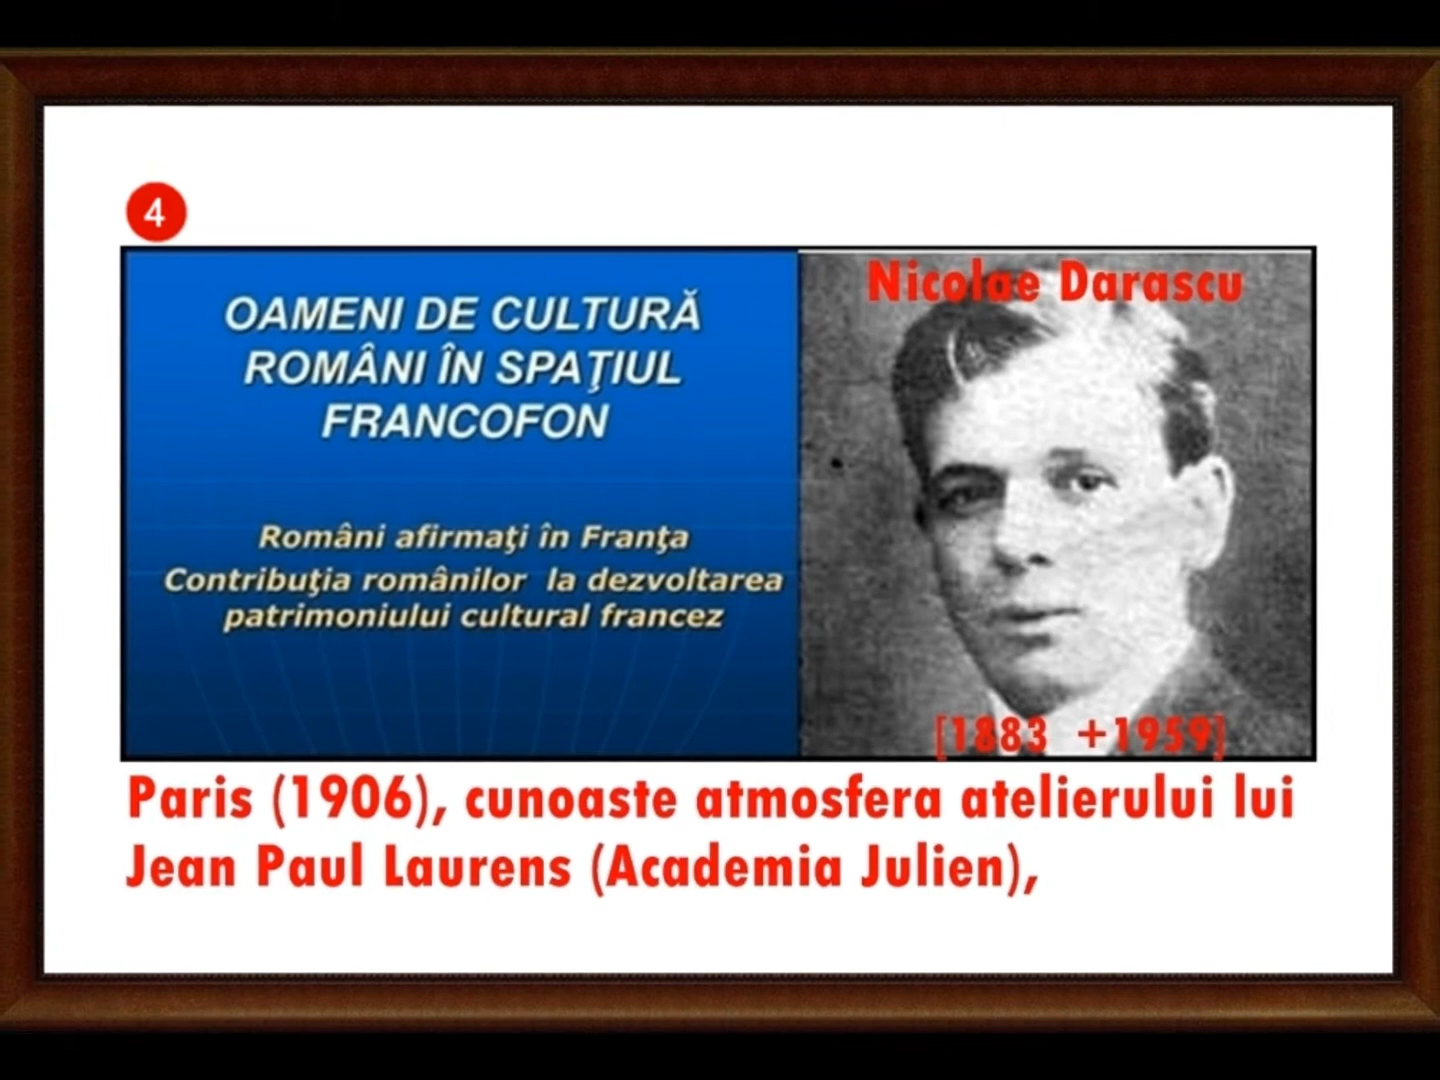 4
OAMENI DE CULTURĂ
ROMÂNI ÎN SPAŢIUL
FRANCOFON
Români afirmaţi în Franţa
Contribuţia românilor la dezvoltarea
patrimoniului cultural francez
Nicolae Darascu
[1883 +1959]
Paris (1906), cunoaste atmosfera atelierului lui
Jean Paul Laurens (Academia Julien),